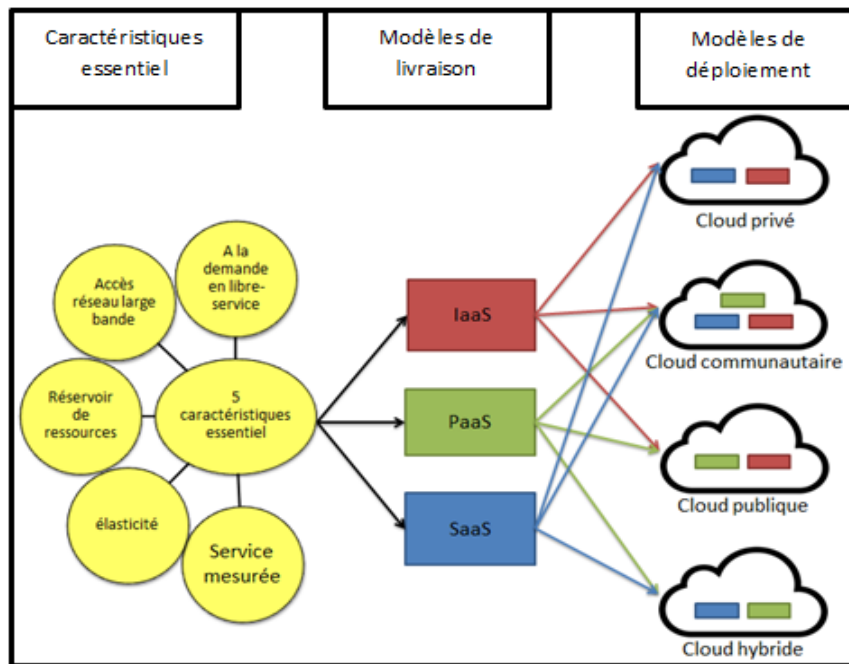 Caractéristiques
essentiel
Modèles de
livraison
Modèles de
déploiement
A la
demande
en libre-
service
Accès
réseau large
bande
Réservoir
de
ressources
5
caractéristiques
essentiel
élasticité
Service
mesurée
IaaS
PaaS
SaaS
Cloud privé
Cloud communautaire
Cloud publique
Cloud hybride